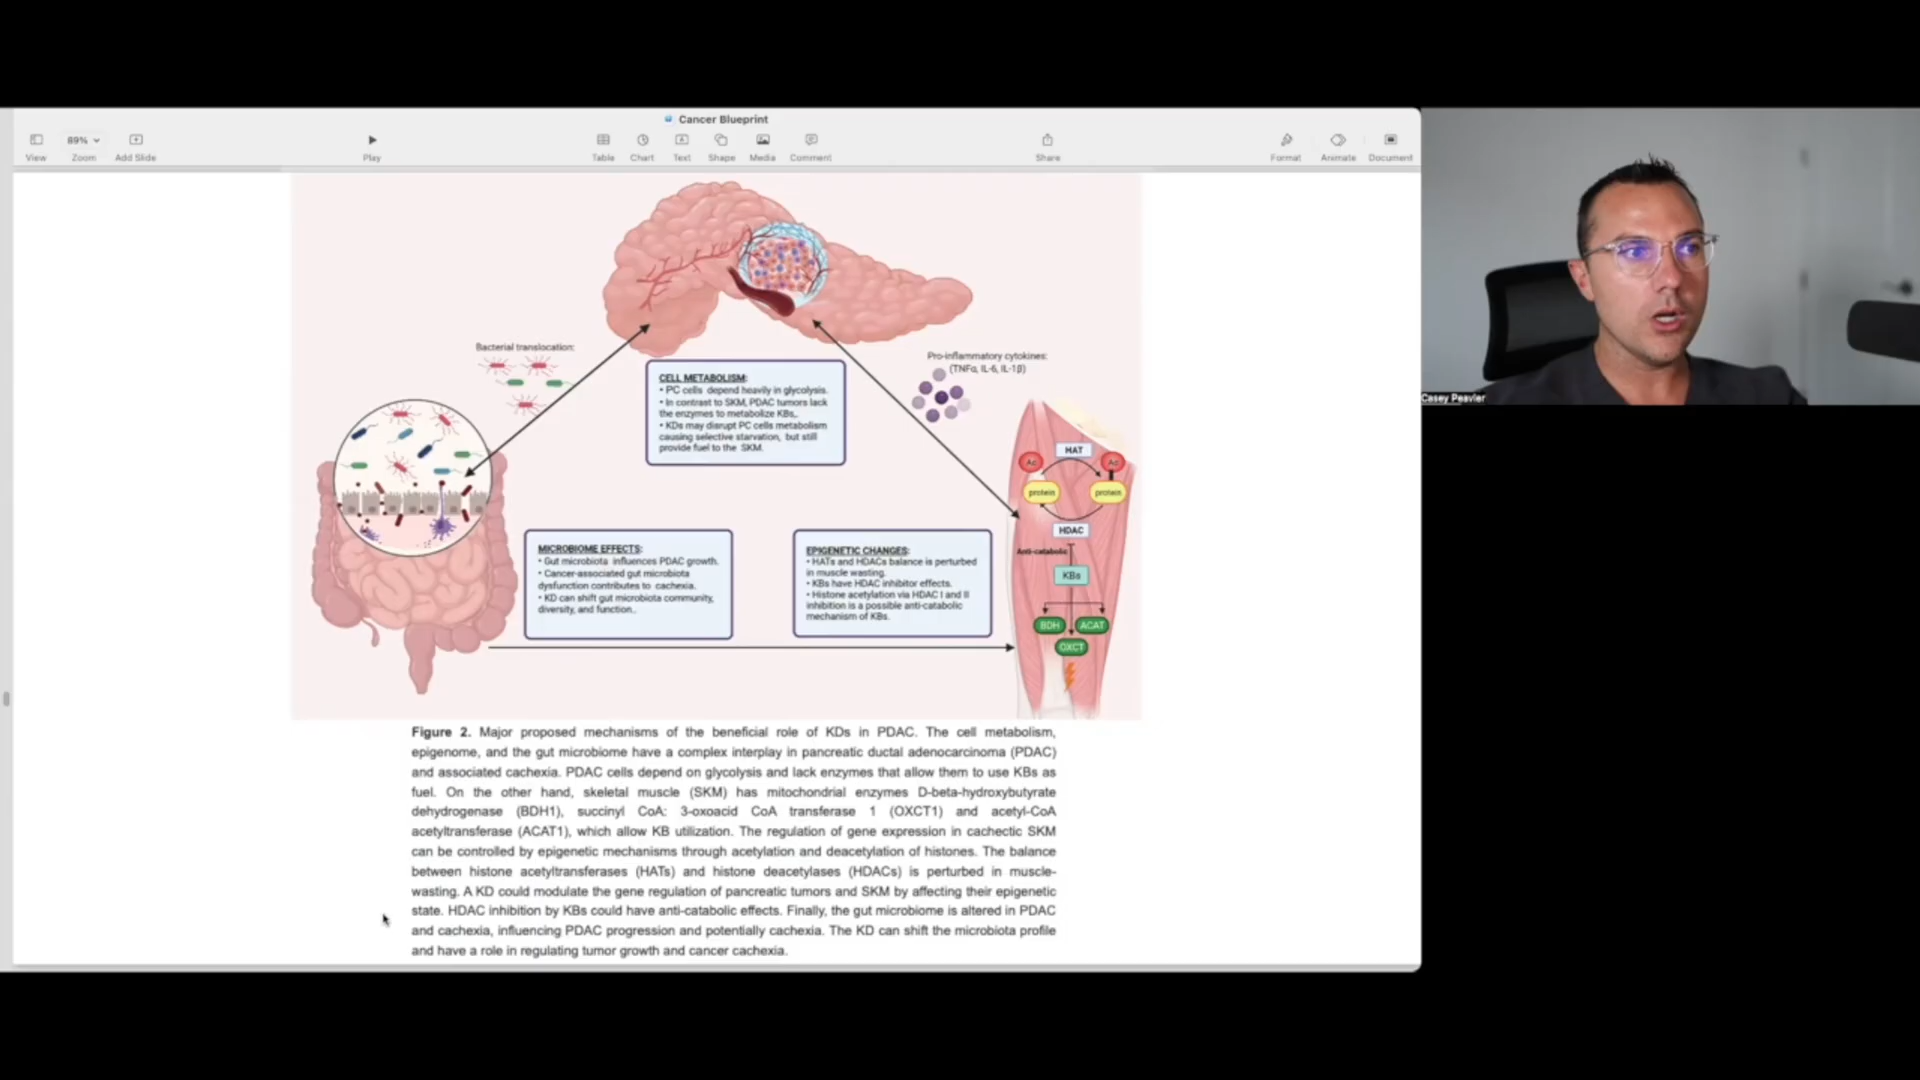 Cancer Blueprint
69%
View
Zoom
Add Slide
Play
Table
Chart
Text
Shape
Media
Comment
Share
Format
Animate
Document
Casey Peavler
Bacterial translocation:
Pro-inflammatory cytokines:
(TNFα, IL-6, IL-1β)
CELL METABOLISM:
• PC cells depend heavily in glycolysis.
• In contrast to SKM, PDAC tumors lack
the enzymes to metabolize KBs,.
• KDs may disrupt PC cells metabolism
causing selective starvation, but still
provide fuel to the SKM.
HAT
Ac
Ac
protein
protein
HDAC
Anti-catabolic
KBs
BDH
ACAT
OXCT
MICROBIOME EFFECTS:
• Gut microbiota influences PDAC growth.
• Cancer-associated gut microbiota
dysfunction contributes to cachexia.
• KD can shift gut microbiota community,
diversity, and function..
EPIGENETIC CHANGES:
• HATs and HDACs balance is perturbed
in muscle wasting.
• KBs have HDAC inhibitor effects.
• Histone acetylation via HDAC I and II
inhibition is a possible anti-catabolic
mechanism of KBs.
Figure 2. Major proposed mechanisms of the beneficial role of KDs in PDAC. The cell metabolism,
epigenome, and the gut microbiome have a complex interplay in pancreatic ductal adenocarcinoma (PDAC)
and associated cachexia. PDAC cells depend on glycolysis and lack enzymes that allow them to use KBs as
fuel. On the other hand, skeletal muscle (SKM) has mitochondrial enzymes D-beta-hydroxybutyrate
dehydrogenase (BDH1), succinyl CoA: 3-oxoacid CoA transferase 1 (OXCT1) and acetyl-CoA
acetyltransferase (ACAT1), which allow KB utilization. The regulation of gene expression in cachectic SKM
can be controlled by epigenetic mechanisms through acetylation and deacetylation of histones. The balance
between histone acetyltransferases (HATs) and histone deacetylases (HDACs) is perturbed in muscle-
wasting. A KD could modulate the gene regulation of pancreatic tumors and SKM by affecting their epigenetic
state. HDAC inhibition by KBs could have anti-catabolic effects. Finally, the gut microbiome is altered in PDAC
and cachexia, influencing PDAC progression and potentially cachexia. The KD can shift the microbiota profile
and have a role in regulating tumor growth and cancer cachexia.